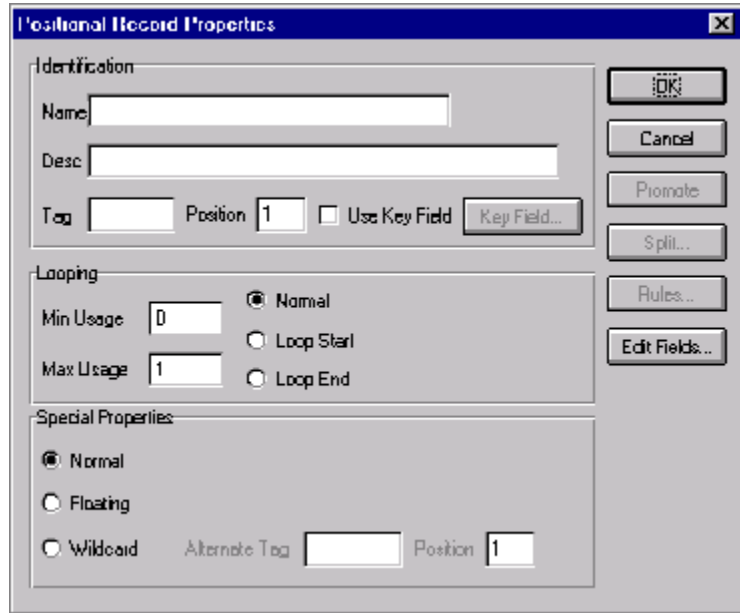 Positional Record Properties
Identification
Name
Desc
Tag Position 1 Use Key Field Key Field...
Looping
Min Usage 0
Max Usage 1
Normal
Loop Start
Loop End
Special Properties
Normal
Floating
Wildcard Alternate Tag Position 1
OK
Cancel
Promote
Split...
Rules...
Edit Fields...